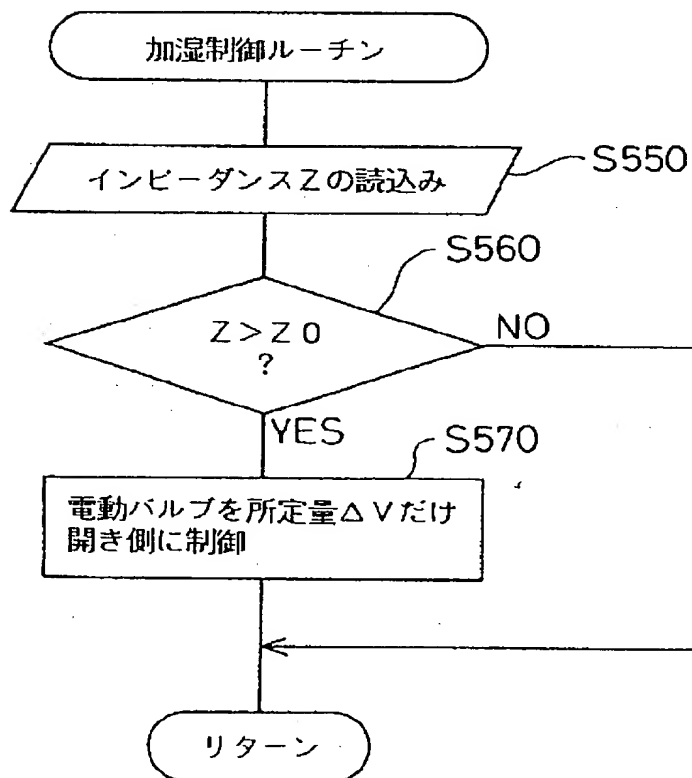 加湿制御ルーチン
インピーダンスZの読込み
S550
S560
Z>Z0
?
NO
YES
S570
電動バルブを所定量△Vだけ
開き側に制御
リターン